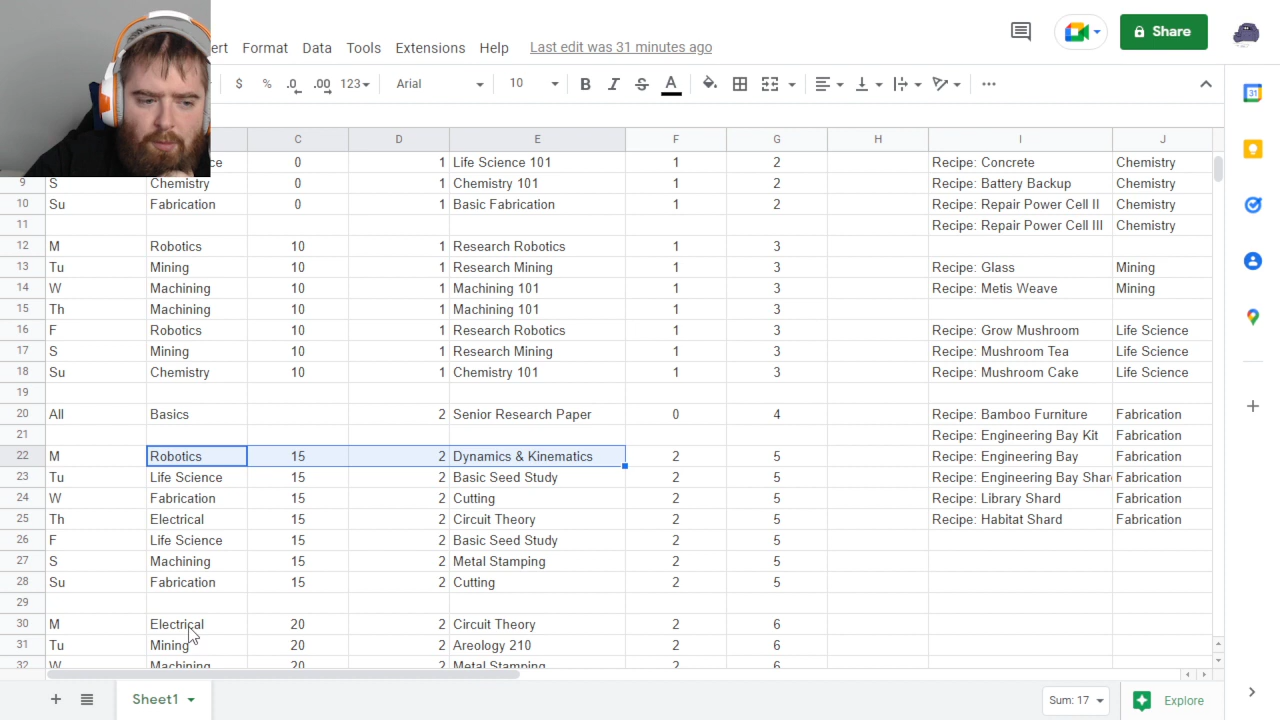 ert Format Data Tools Extensions Help Last edit was 31 minutes ago Share
$ % .0 .00 123 Arial 10 B I S A
C D E F G H I J
ce 0 1 Life Science 101 1 2 Recipe: Concrete Chemistry
9 S Chemistry 0 1 Chemistry 101 1 2 Recipe: Battery Backup Chemistry
10 Su Fabrication 0 1 Basic Fabrication 1 2 Recipe: Repair Power Cell II Chemistry
11 Recipe: Repair Power Cell III Chemistry
12 M Robotics 10 1 Research Robotics 1 3
13 Tu Mining 10 1 Research Mining 1 3 Recipe: Glass Mining
14 W Machining 10 1 Machining 101 1 3 Recipe: Metis Weave Mining
15 Th Machining 10 1 Machining 101 1 3
16 F Robotics 10 1 Research Robotics 1 3 Recipe: Grow Mushroom Life Science
17 S Mining 10 1 Research Mining 1 3 Recipe: Mushroom Tea Life Science
18 Su Chemistry 10 1 Chemistry 101 1 3 Recipe: Mushroom Cake Life Science
19
20 All Basics 2 Senior Research Paper 0 4 Recipe: Bamboo Furniture Fabrication
21 Recipe: Engineering Bay Kit Fabrication
22 M Robotics 15 2 Dynamics & Kinematics 2 5 Recipe: Engineering Bay Fabrication
23 Tu Life Science 15 2 Basic Seed Study 2 5 Recipe: Engineering Bay Shar Fabrication
24 W Fabrication 15 2 Cutting 2 5 Recipe: Library Shard Fabrication
25 Th Electrical 15 2 Circuit Theory 2 5 Recipe: Habitat Shard Fabrication
26 F Life Science 15 2 Basic Seed Study 2 5
27 S Machining 15 2 Metal Stamping 2 5
28 Su Fabrication 15 2 Cutting 2 5
29
30 M Electrical 20 2 Circuit Theory 2 6
31 Tu Mining 20 2 Areology 210 2 6
32 W Machining 20 2 Metal Stamping 2 6
Sheet1 Sum: 17 Explore
31